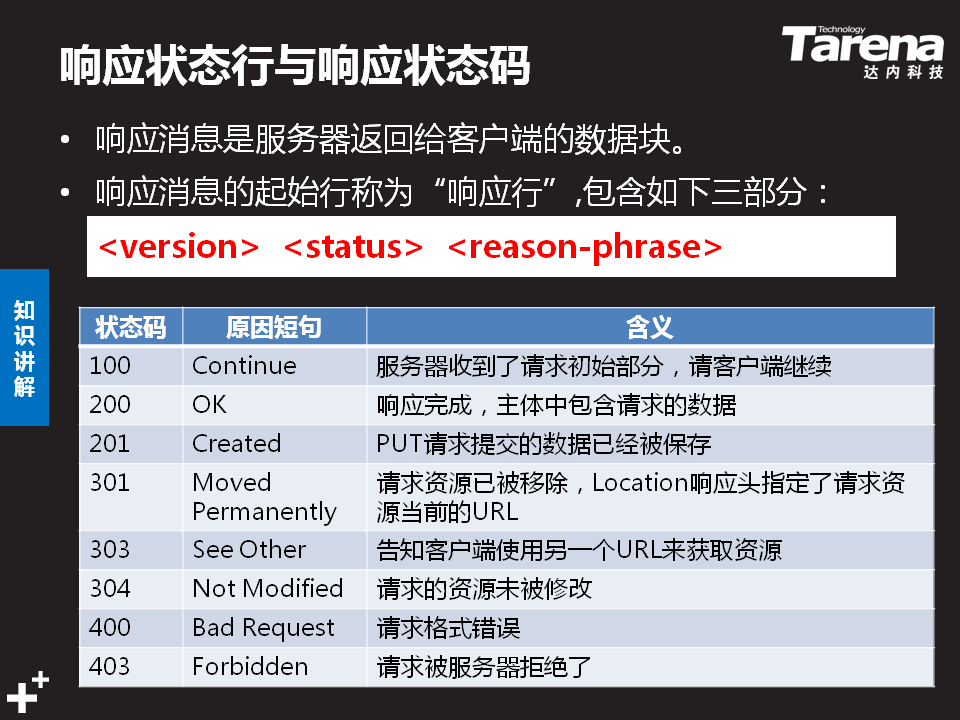 响应状态行与响应状态码
Technology
Tarena
达内科技
• 响应消息是服务器返回给客户端的数据块。
• 响应消息的起始行称为“响应行”,包含如下三部分：
<version> <status> <reason-phrase>
知识讲解
状态码 原因短句 含义
100 Continue 服务器收到了请求初始部分，请客户端继续
200 OK 响应完成，主体中包含请求的数据
201 Created PUT请求提交的数据已经被保存
301 Moved 请求资源已被移除，Location响应头指定了请求资
Permanently 源当前的URL
303 See Other 告知客户端使用另一个URL来获取资源
304 Not Modified 请求的资源未被修改
400 Bad Request 请求格式错误
403 Forbidden 请求被服务器拒绝了